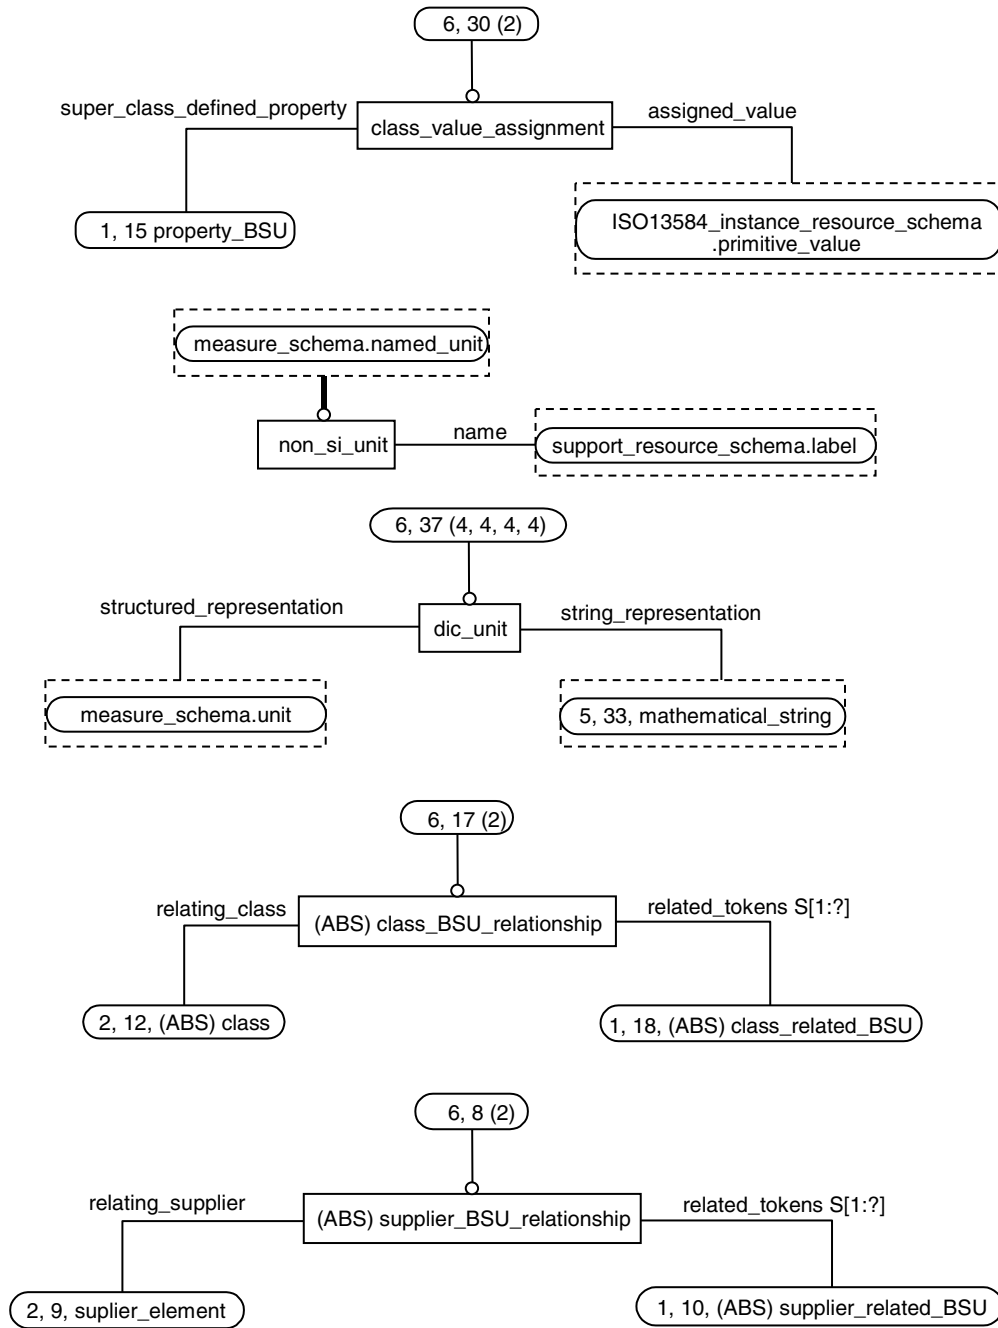 6, 30 (2)
super_class_defined_property
class_value_assignment
assigned_value
1, 15 property_BSU
ISO13584_instance_resource_schema
.primitive_value
measure_schema.named_unit
non_si_unit
name
support_resource_schema.label
6, 37 (4, 4, 4, 4)
structured_representation
dic_unit
string_representation
measure_schema.unit
5, 33, mathematical_string
6, 17 (2)
relating_class
(ABS) class_BSU_relationship
related_tokens S[1:?]
2, 12, (ABS) class
1, 18, (ABS) class_related_BSU
6, 8 (2)
relating_supplier
(ABS) supplier_BSU_relationship
related_tokens S[1:?]
2, 9, suplier_element
1, 10, (ABS) supplier_related_BSU